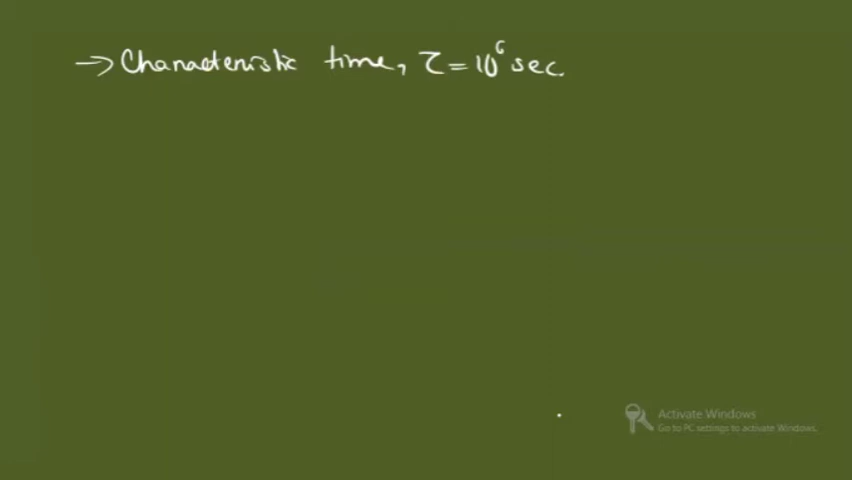 → Characteristic time, τ = 10⁶ sec.
Activate Windows
Go to PC settings to activate Windows.